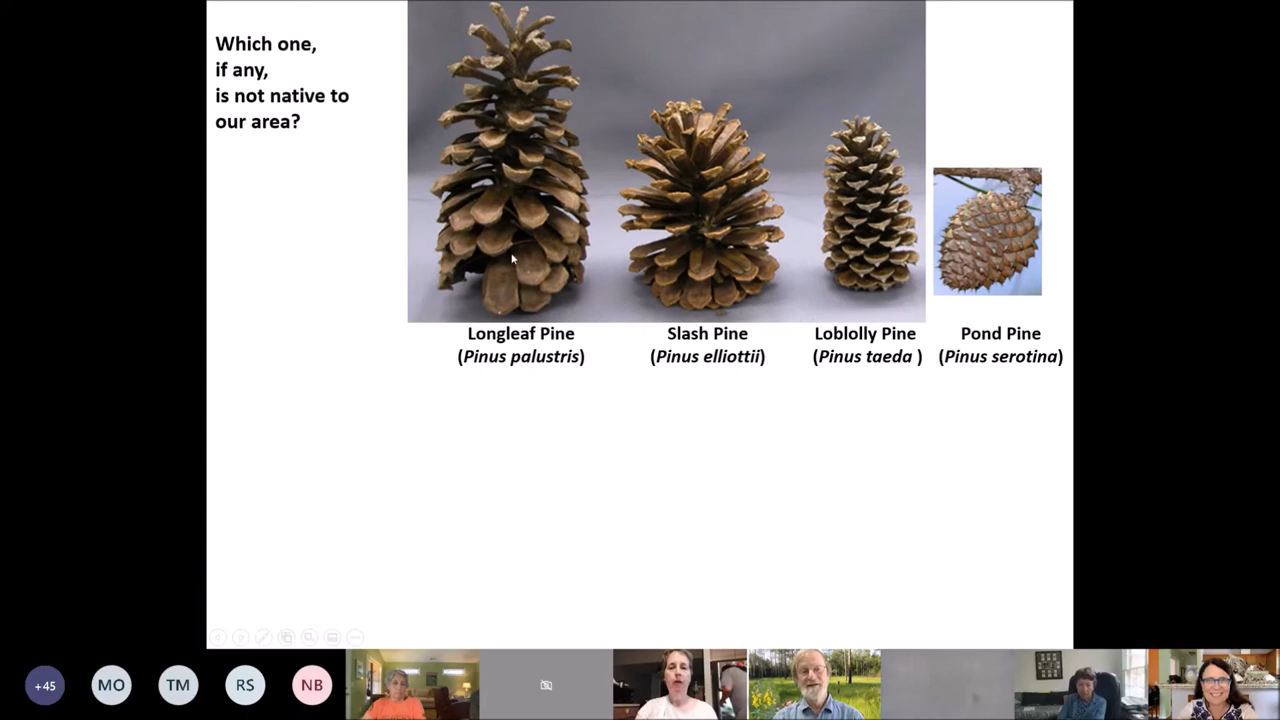 Which one,
if any,
is not native to
our area?
Longleaf Pine
(Pinus palustris)
Slash Pine
(Pinus elliottii)
Loblolly Pine
(Pinus taeda )
Pond Pine
(Pinus serotina)
+45
MO
TM
RS
NB